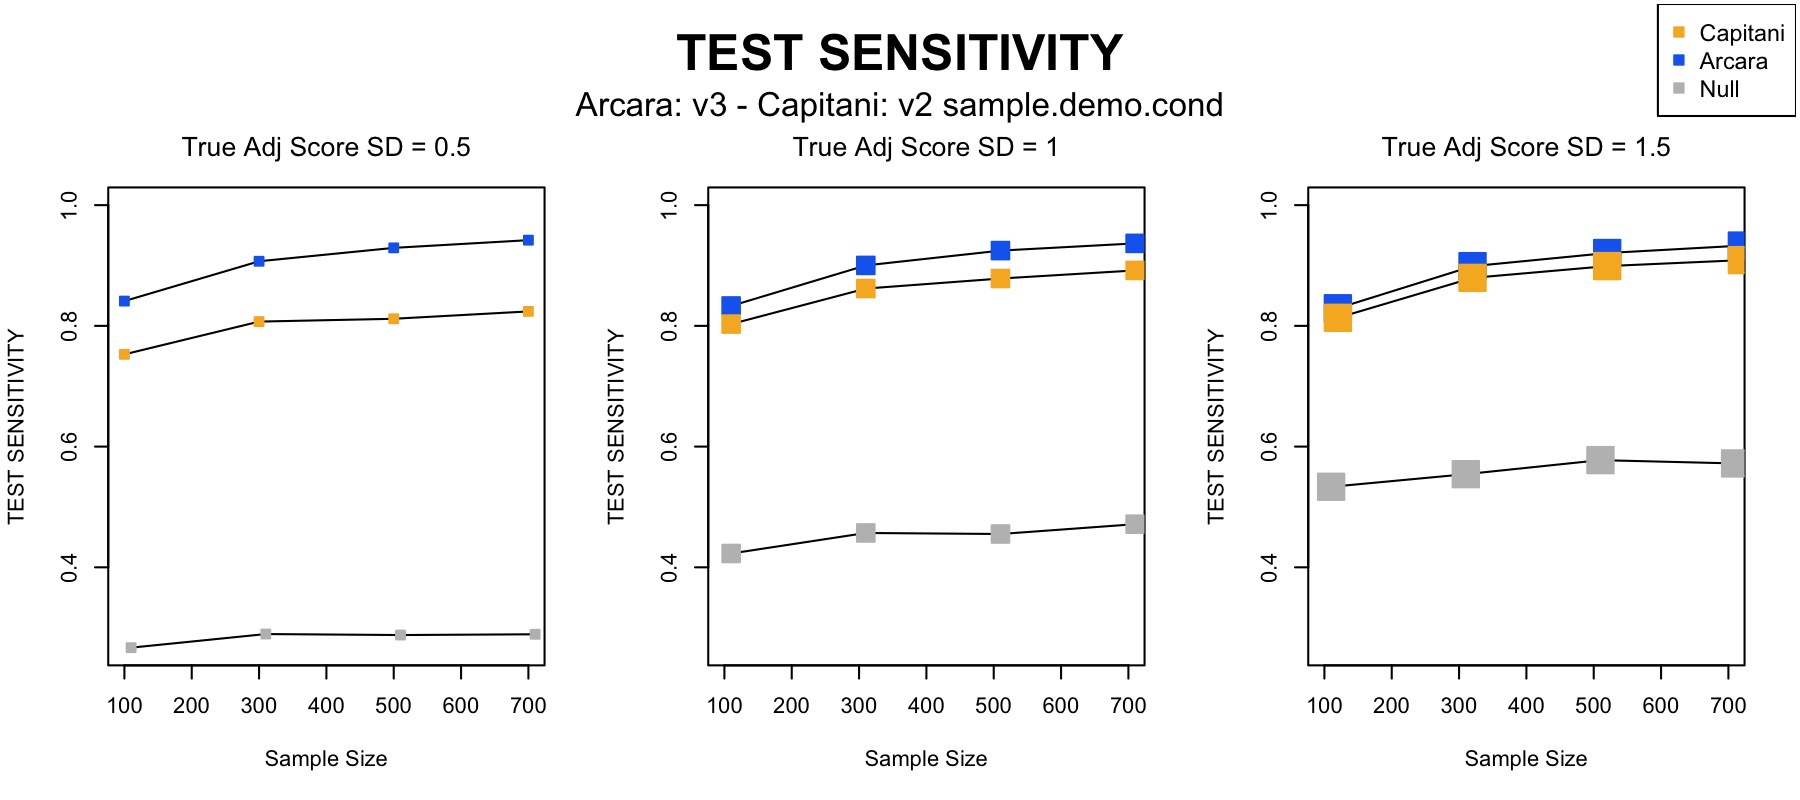 TEST SENSITIVITY
Arcara: v3 - Capitani: v2 sample.demo.cond
Capitani
Arcara
Null
True Adj Score SD = 0.5
TEST SENSITIVITY
1.0
0.8
0.6
0.4
100 200 300 400 500 600 700
Sample Size
True Adj Score SD = 1
TEST SENSITIVITY
1.0
0.8
0.6
0.4
100 200 300 400 500 600 700
Sample Size
True Adj Score SD = 1.5
TEST SENSITIVITY
1.0
0.8
0.6
0.4
100 200 300 400 500 600 700
Sample Size